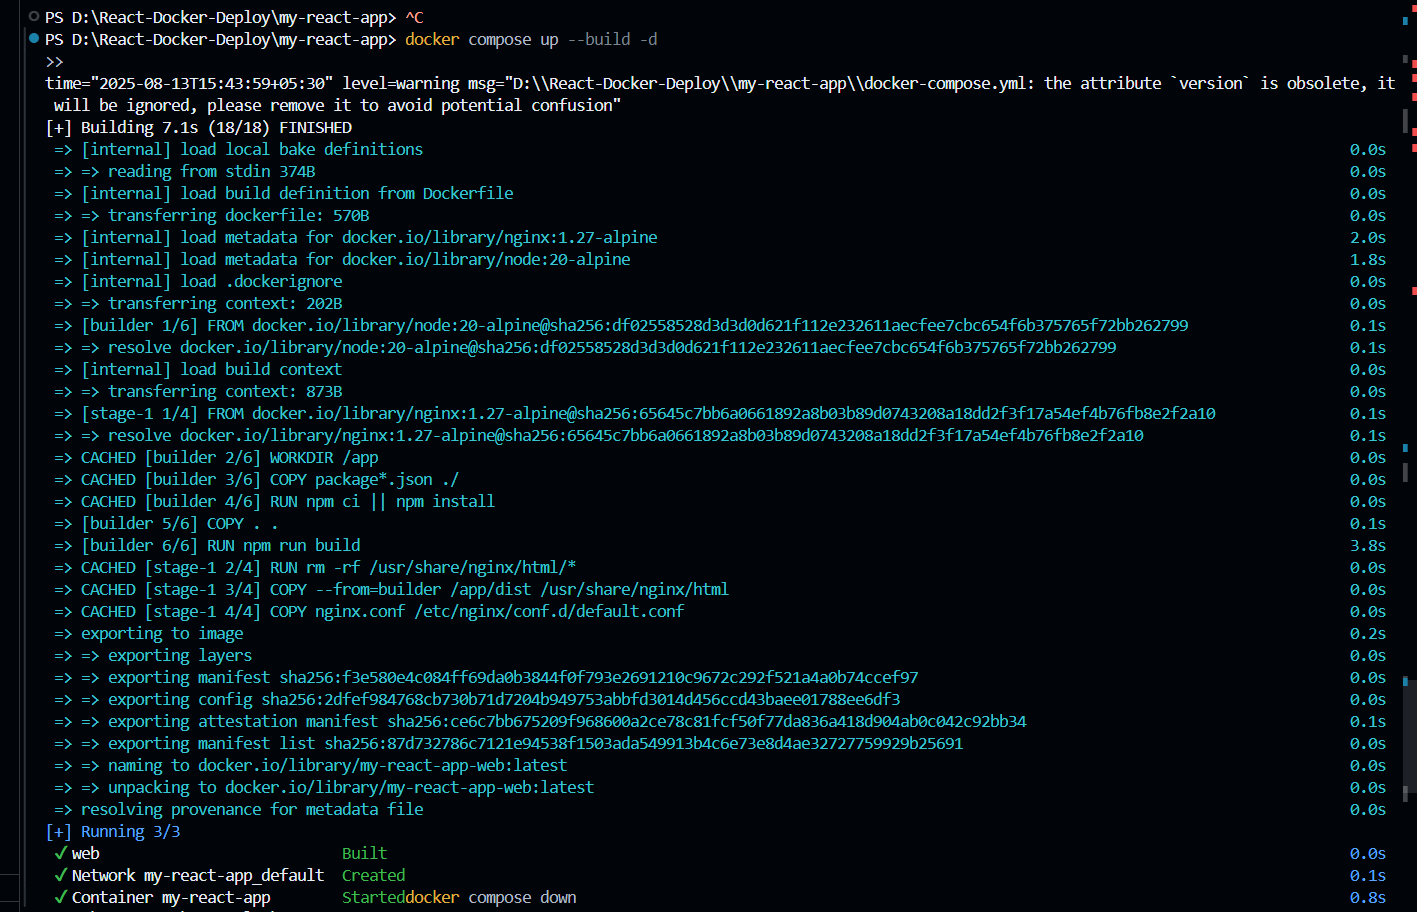 PS D:\React-Docker-Deploy\my-react-app> ^C
PS D:\React-Docker-Deploy\my-react-app> docker compose up --build -d
>>
time="2025-08-13T15:43:59+05:30" level=warning msg="D:\\React-Docker-Deploy\\my-react-app\\docker-compose.yml: the attribute `version` is obsolete, it
will be ignored, please remove it to avoid potential confusion"
[+] Building 7.1s (18/18) FINISHED
=> [internal] load local bake definitions 0.0s
=> => reading from stdin 374B 0.0s
=> [internal] load build definition from Dockerfile 0.0s
=> => transferring dockerfile: 570B 0.0s
=> [internal] load metadata for docker.io/library/nginx:1.27-alpine 2.0s
=> [internal] load metadata for docker.io/library/node:20-alpine 1.8s
=> [internal] load .dockerignore 0.0s
=> => transferring context: 202B 0.0s
=> [builder 1/6] FROM docker.io/library/node:20-alpine@sha256:df02558528d3d3d0d621f112e232611aecfee7cbc654f6b375765f72bb262799 0.1s
=> => resolve docker.io/library/node:20-alpine@sha256:df02558528d3d3d0d621f112e232611aecfee7cbc654f6b375765f72bb262799 0.1s
=> [internal] load build context 0.0s
=> => transferring context: 873B 0.0s
=> [stage-1 1/4] FROM docker.io/library/nginx:1.27-alpine@sha256:65645c7bb6a0661892a8b03b89d0743208a18dd2f3f17a54ef4b76fb8e2f2a10 0.1s
=> => resolve docker.io/library/nginx:1.27-alpine@sha256:65645c7bb6a0661892a8b03b89d0743208a18dd2f3f17a54ef4b76fb8e2f2a10 0.1s
=> CACHED [builder 2/6] WORKDIR /app 0.0s
=> CACHED [builder 3/6] COPY package*.json ./ 0.0s
=> CACHED [builder 4/6] RUN npm ci || npm install 0.0s
=> [builder 5/6] COPY . . 0.1s
=> [builder 6/6] RUN npm run build 3.8s
=> CACHED [stage-1 2/4] RUN rm -rf /usr/share/nginx/html/* 0.0s
=> CACHED [stage-1 3/4] COPY --from=builder /app/dist /usr/share/nginx/html 0.0s
=> CACHED [stage-1 4/4] COPY nginx.conf /etc/nginx/conf.d/default.conf 0.0s
=> exporting to image 0.2s
=> => exporting layers 0.0s
=> => exporting manifest sha256:f3e580e4c084ff69da0b3844f0f793e2691210c9672c292f521a4a0b74ccef97 0.0s
=> => exporting config sha256:2dfef984768cb730b71d7204b949753abbfd3014d456ccd43baee01788ee6df3 0.0s
=> => exporting attestation manifest sha256:ce6c7bb675209f968600a2ce78c81fcf50f77da836a418d904ab0c042c92bb34 0.1s
=> => exporting manifest list sha256:87d732786c7121e94538f1503ada549913b4c6e73e8d4ae32727759929b25691 0.0s
=> => naming to docker.io/library/my-react-app-web:latest 0.0s
=> => unpacking to docker.io/library/my-react-app-web:latest 0.0s
=> resolving provenance for metadata file 0.0s
[+] Running 3/3
✓ web Built 0.0s
✓ Network my-react-app_default Created 0.1s
✓ Container my-react-app Starteddocker compose down 0.8s